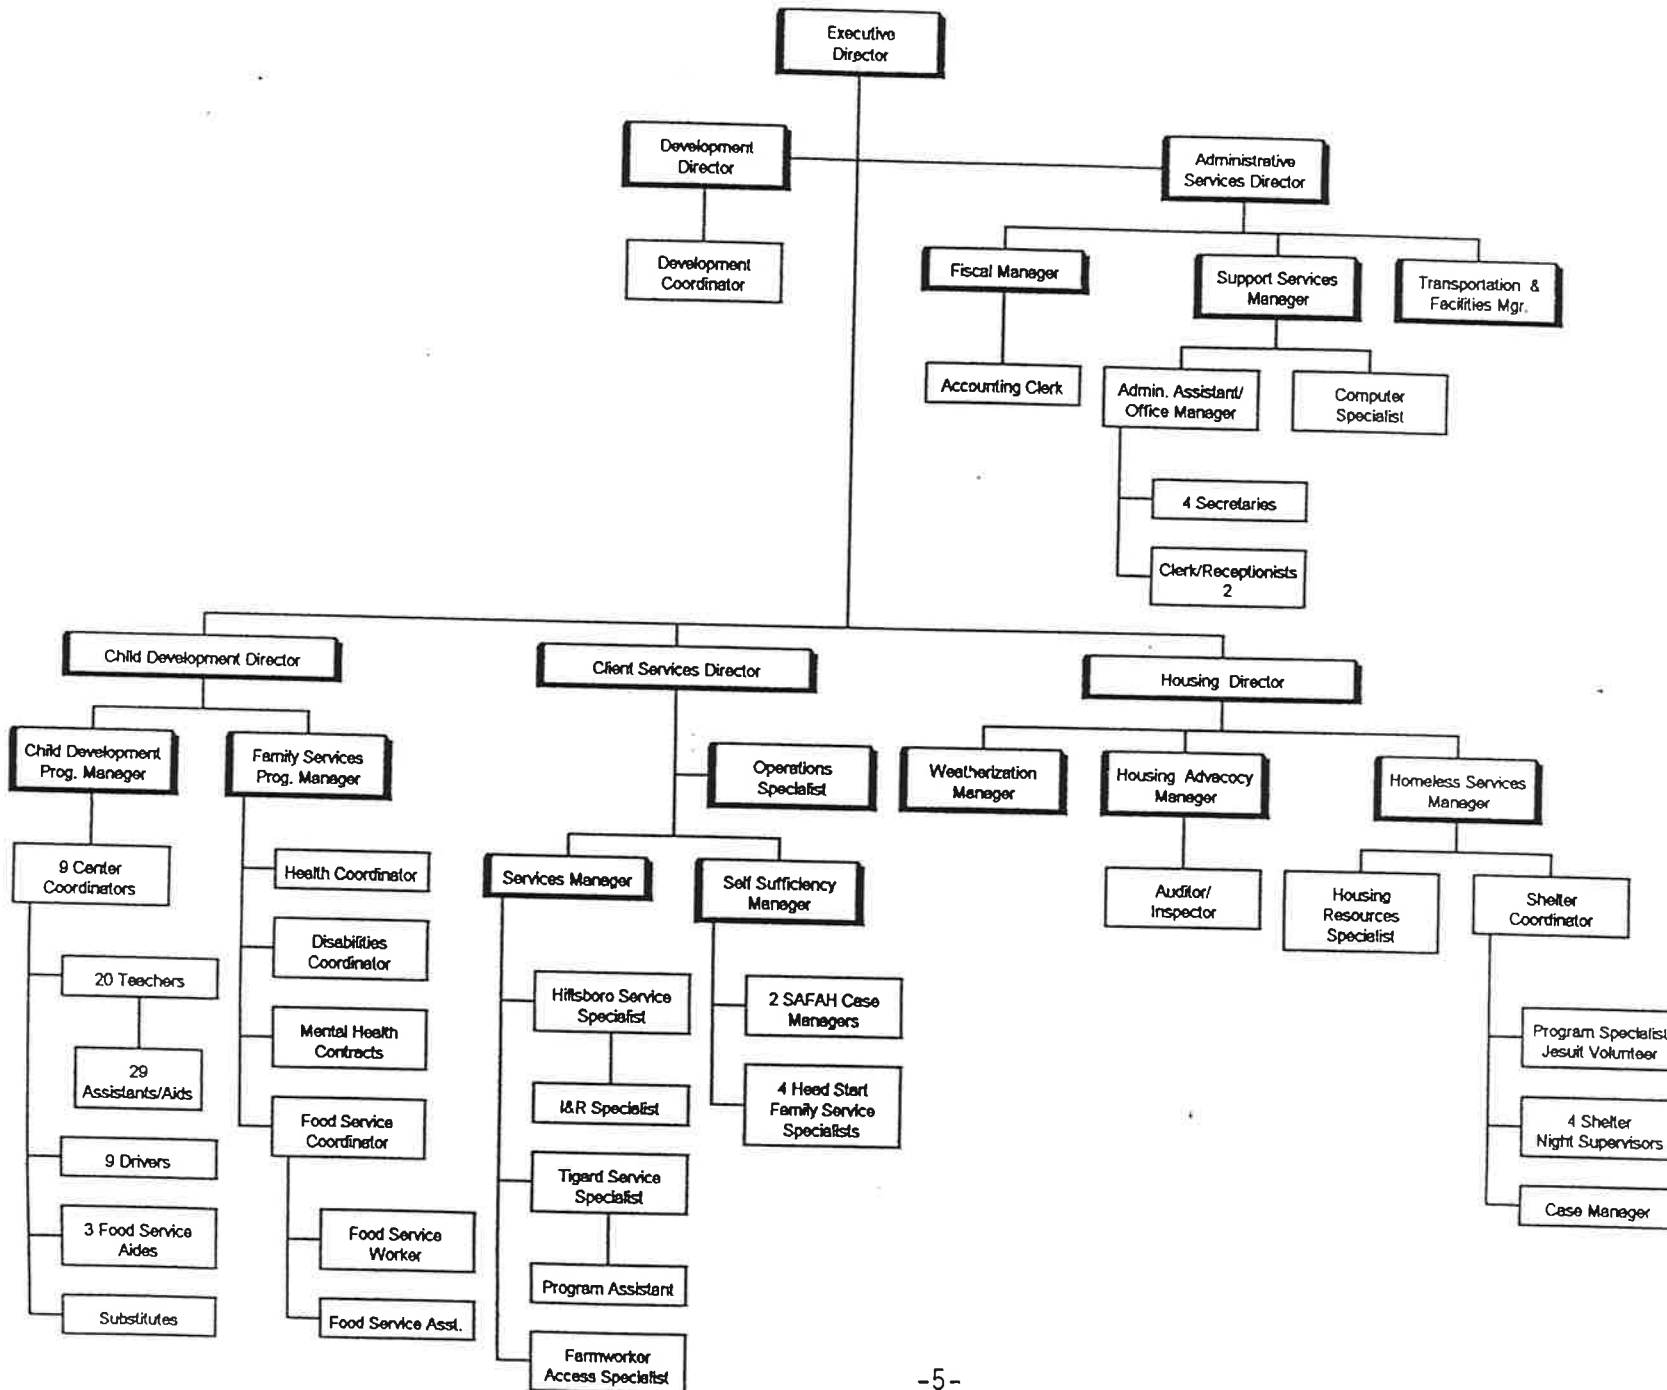 Executive
Director
Development
Director
Administrative
Services Director
Development
Coordinator
Fiscal Manager
Support Services
Manager
Transportation &
Facilities Mgr.
Accounting Clerk
Admin. Assistant/
Office Manager
Computer
Specialist
4 Secretaries
Clerk/Receptionists
2
Child Development Director
Client Services Director
Housing Director
Child Development
Prog. Manager
Family Services
Prog. Manager
Operations
Specialist
Weatherization
Manager
Housing Advocacy
Manager
Homeless Services
Manager
9 Center
Coordinators
Health Coordinator
Services Manager
Self Sufficiency
Manager
Auditor/
Inspector
Housing
Resources
Specialist
Shelter
Coordinator
20 Teachers
Disabilities
Coordinator
Hillsboro Service
Specialist
2 SAFAH Case
Managers
29
Assistants/Aids
Mental Health
Contracts
I&R Specialist
4 Head Start
Family Service
Specialists
Program Specialist
Jesuit Volunteer
9 Drivers
Food Service
Coordinator
Tigard Service
Specialist
4 Shelter
Night Supervisors
3 Food Service
Aides
Food Service
Worker
Program Assistant
Case Manager
Substitutes
Food Service Asst.
Farmworker
Access Specialist
-5-